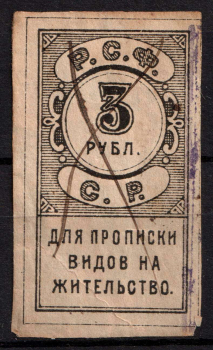 Р.С.Ф.
3
РУБЛ.
С. Р.
ДЛЯ ПРОПИСКИ
ВИДОВ НА
ЖИТЕЛЬСТВО.